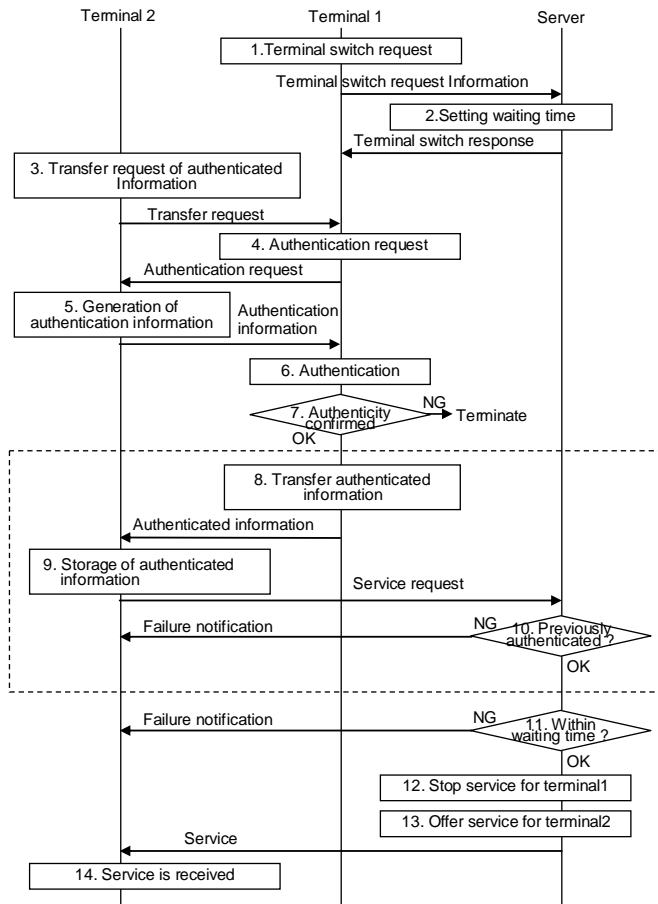 Terminal 2 Terminal 1 Server
1.Terminal switch request
Terminal switch request Information
2.Setting waiting time
Terminal switch response
3. Transfer request of authenticated
Information
Transfer request
4. Authentication request
Authentication request
5. Generation of
authentication information
Authentication
information
6. Authentication
7. Authenticity
confirmed
NG
Terminate
OK
8. Transfer authenticated
information
Authenticated information
9. Storage of authenticated
information
Service request
10. Previously
authenticated ?
NG
Failure notification
OK
11. Within
waiting time ?
NG
Failure notification
OK
12. Stop service for terminal1
13. Offer service for terminal2
Service
14. Service is received